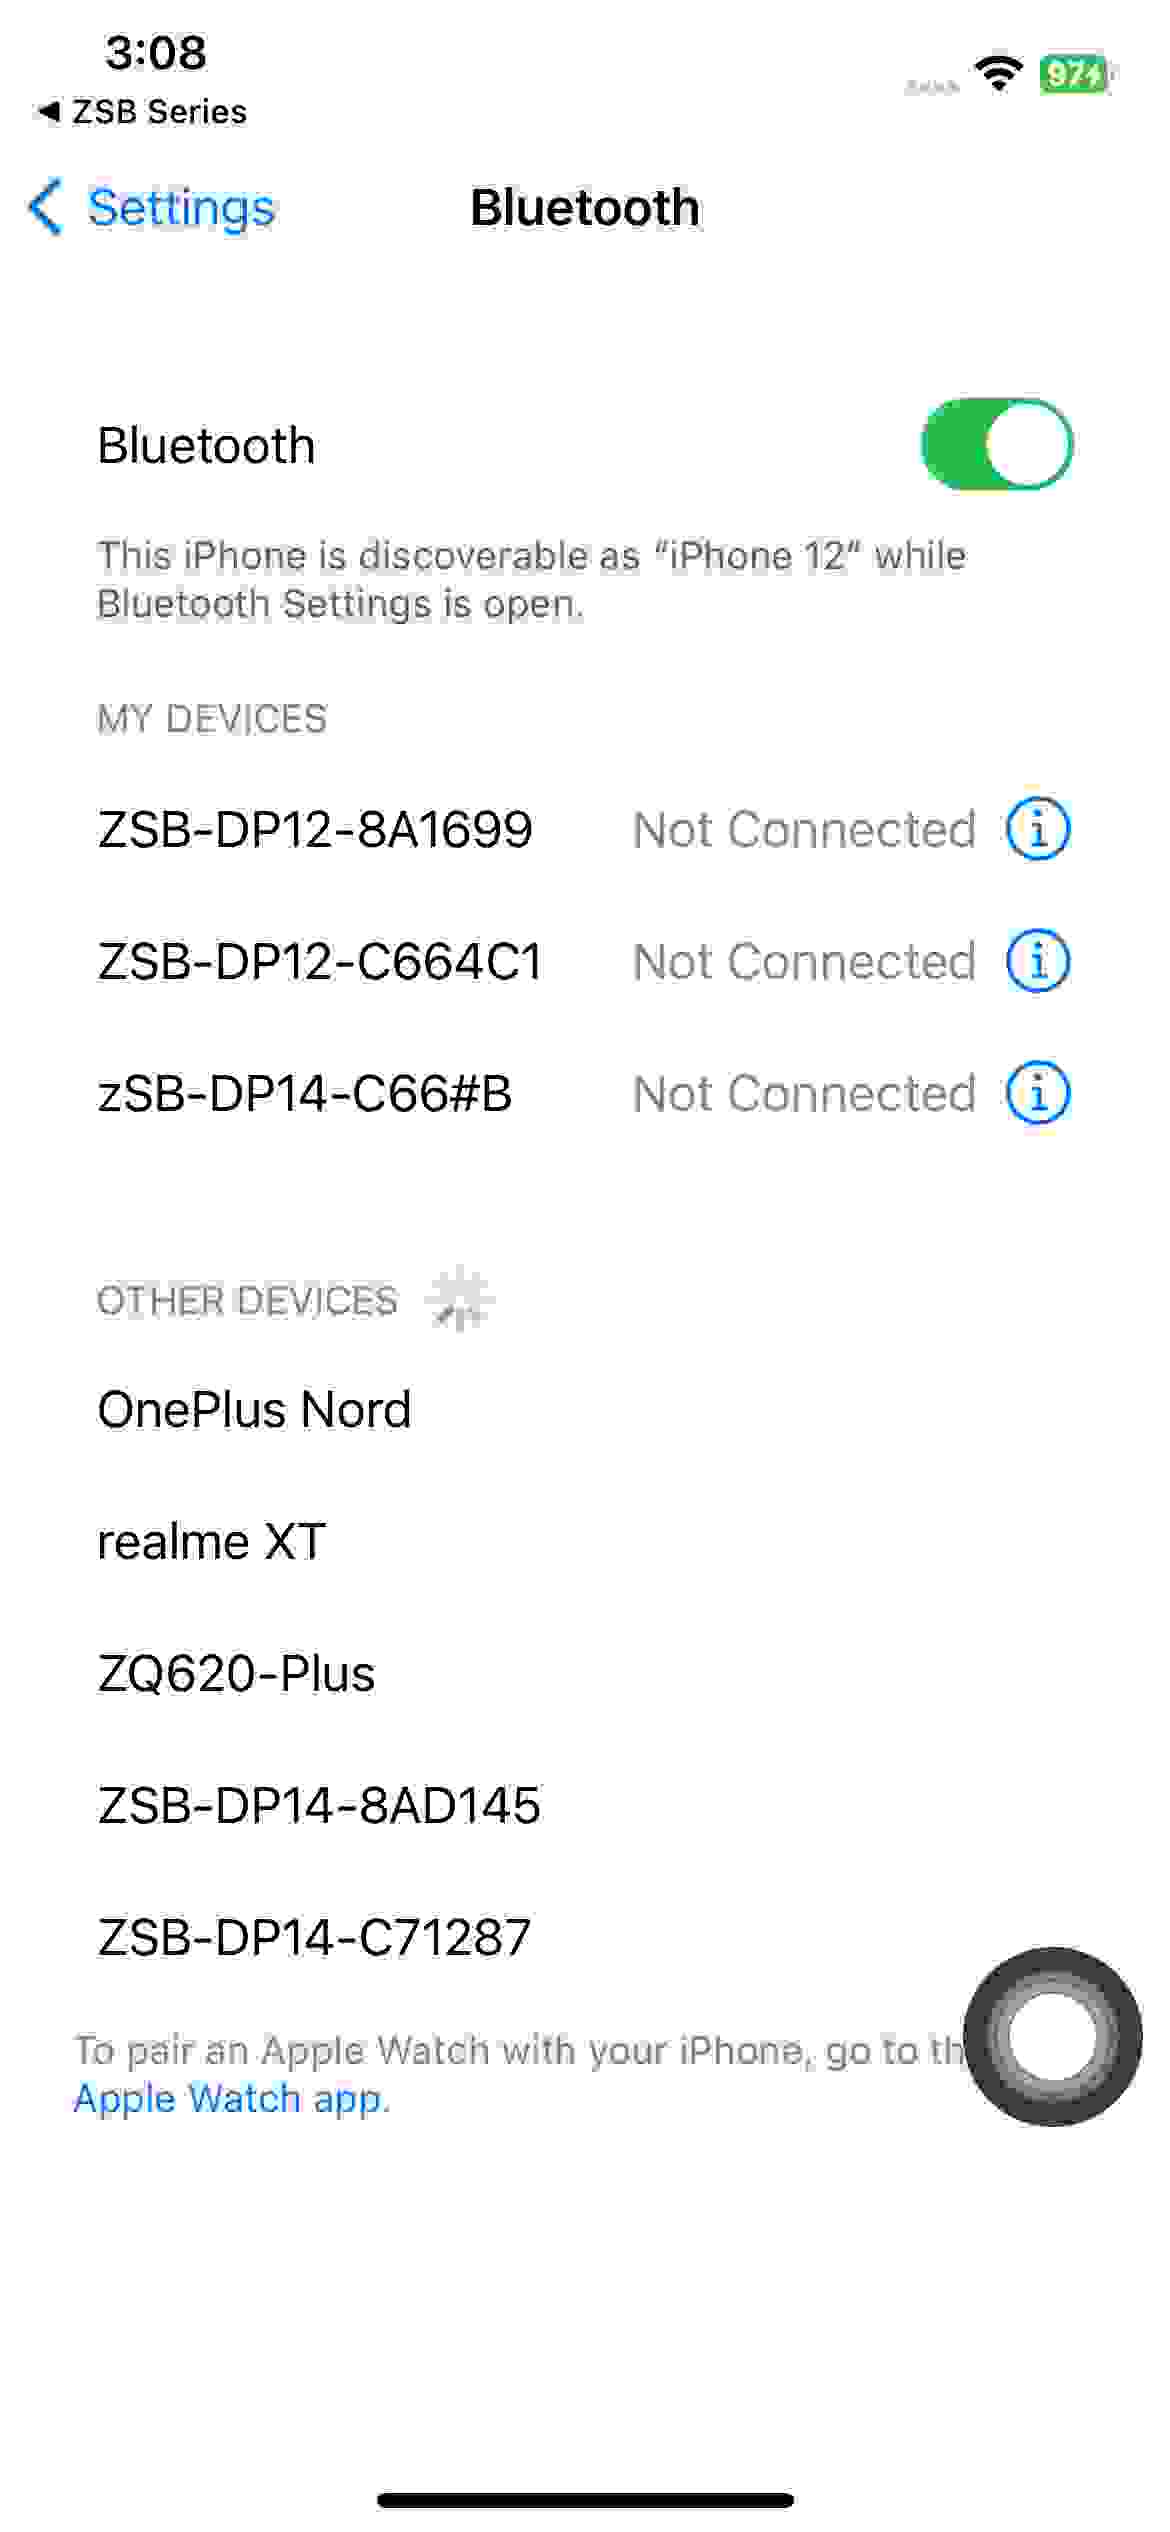 3:08
97
◀ ZSB Series
Settings
Bluetooth
Bluetooth
This iPhone is discoverable as “iPhone 12” while
Bluetooth Settings is open.
MY DEVICES
ZSB-DP12-8A1699 Not Connected
ZSB-DP12-C664C1 Not Connected
zSB-DP14-C66#B Not Connected
OTHER DEVICES
OnePlus Nord
realme XT
ZQ620-Plus
ZSB-DP14-8AD145
ZSB-DP14-C71287
To pair an Apple Watch with your iPhone, go to th
Apple Watch app.